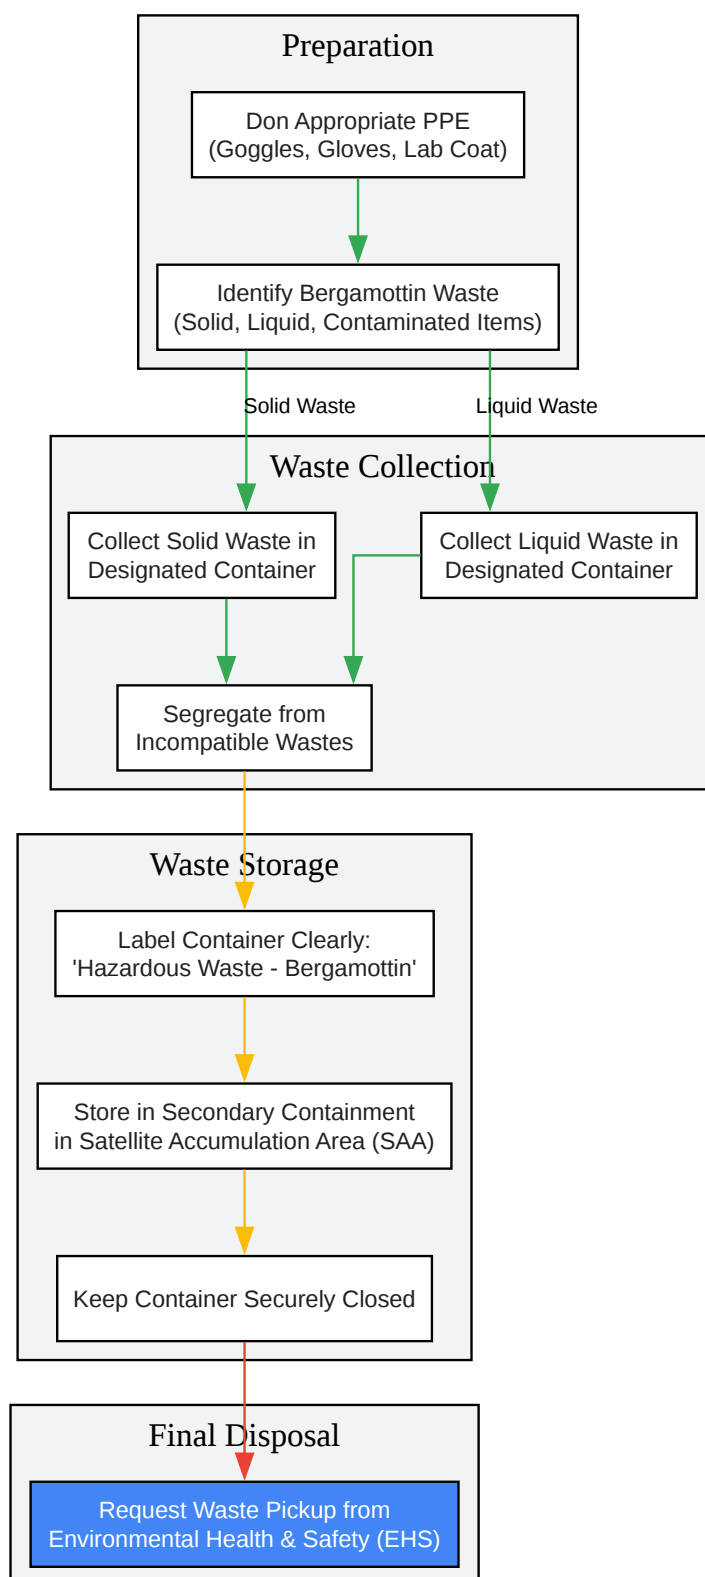 Preparation
Don Appropriate PPE
(Goggles, Gloves, Lab Coat)
Identify Bergamottin Waste
(Solid, Liquid, Contaminated Items)
Solid Waste
Liquid Waste
Waste Collection
Collect Solid Waste in
Designated Container
Collect Liquid Waste in
Designated Container
Segregate from
Incompatible Wastes
Waste Storage
Label Container Clearly:
'Hazardous Waste - Bergamottin'
Store in Secondary Containment
in Satellite Accumulation Area (SAA)
Keep Container Securely Closed
Final Disposal
Request Waste Pickup from
Environmental Health & Safety (EHS)